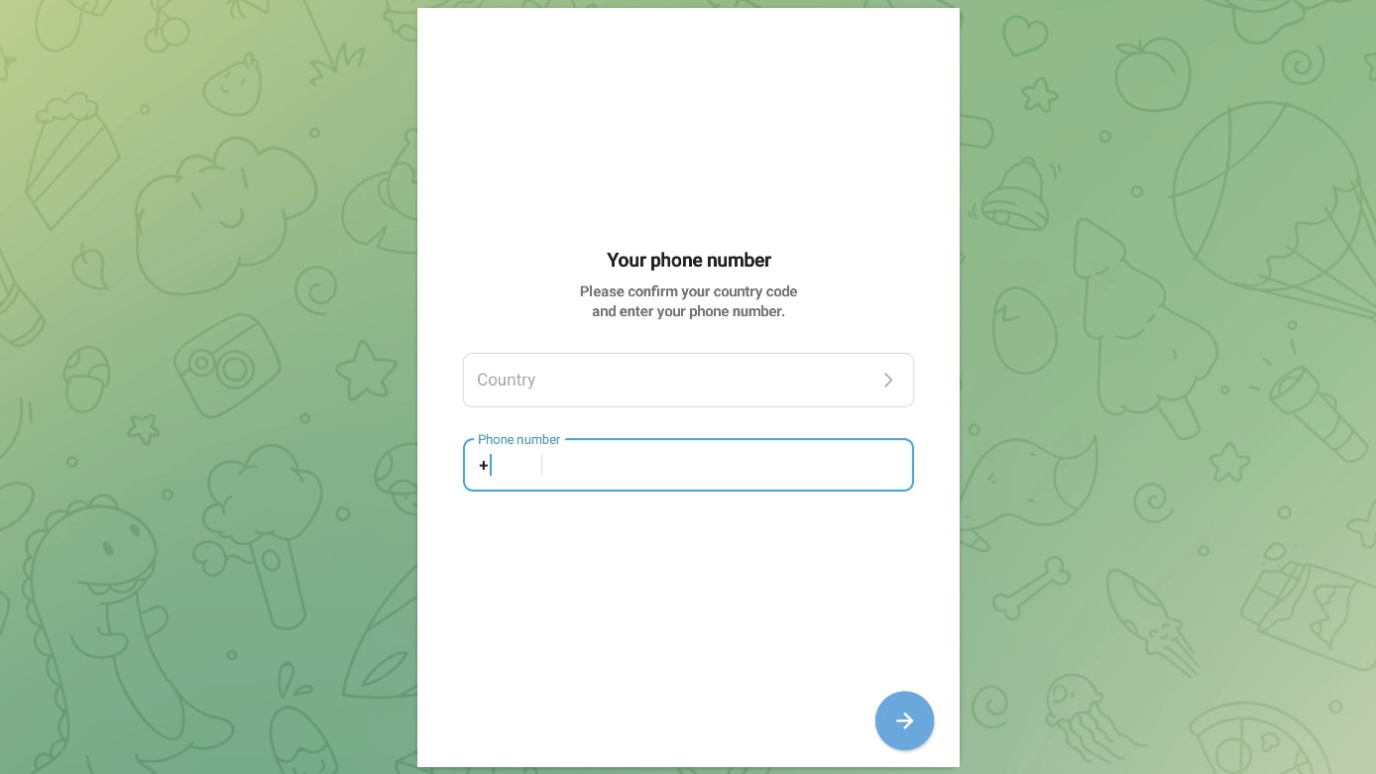 Your phone number
Please confirm your country code
and enter your phone number.
Country
Phone number
+